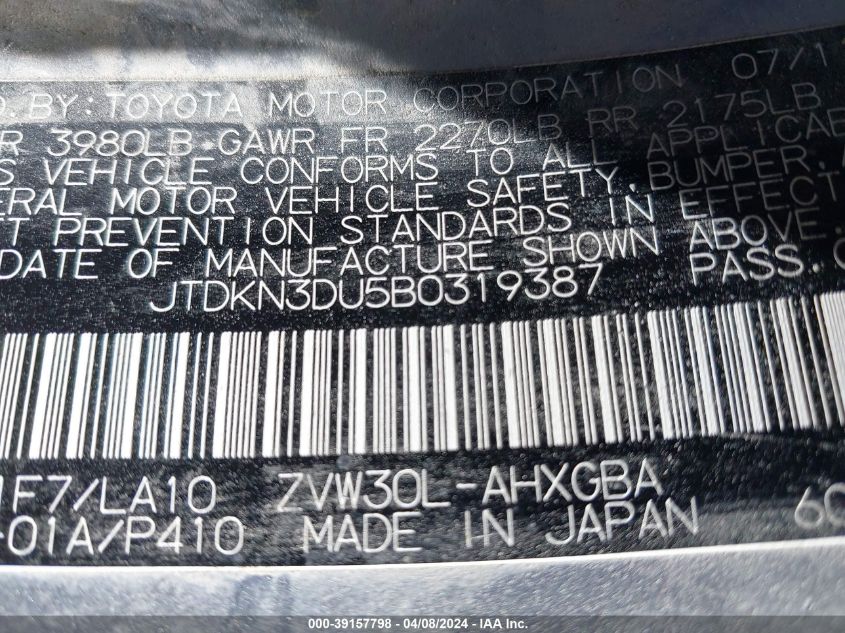 D.BY:TOYOTA MOTOR CORPORATION 07/1
R 3980LB GAWR FR 2270LB RR 2175LB
S VEHICLE CONFORMS TO ALL APPLICAB
ERAL MOTOR VEHICLE SAFETY, BUMPER, A
T PREVENTION STANDARDS IN EFFECT
DATE OF MANUFACTURE SHOWN ABOVE.
JTDKN3DU5B0319387 PASS.C
1F7/LA10 ZVW30L-AHXGBA
-01A/P410 MADE IN JAPAN 60
000-39157798 - 04/08/2024 - IAA Inc.